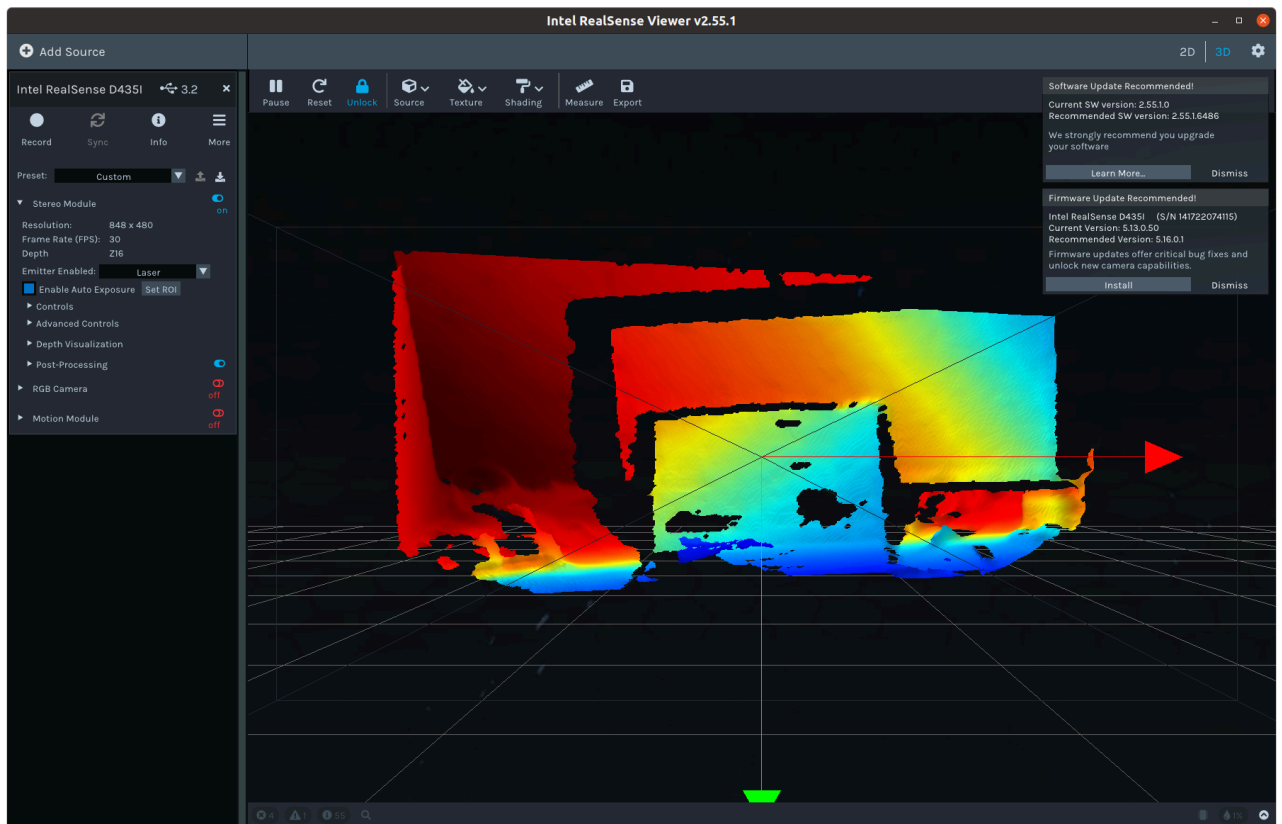 Intel RealSense Viewer v2.55.1
Add Source
2D
3D
Intel RealSense D435I
3.2
Record
Sync
Info
More
Preset:
Custom
Stereo Module
on
Resolution: 848 x 480
Frame Rate (FPS): 30
Depth Z16
Emitter Enabled: Laser
Enable Auto Exposure Set ROI
Controls
Advanced Controls
Depth Visualization
Post-Processing
RGB Camera
off
Motion Module
off
Pause
Reset
Unlock
Source
Texture
Shading
Measure
Export
Software Update Recommended!
Current SW version: 2.55.1.0
Recommended SW version: 2.55.1.6486
We strongly recommend you upgrade
your software
Learn More...
Dismiss
Firmware Update Recommended!
Intel RealSense D435I (S/N 141722074115)
Current Version: 5.13.0.50
Recommended Version: 5.16.0.1
Firmware updates offer critical bug fixes and
unlock new camera capabilities.
Install
Dismiss
4
1
55
1%